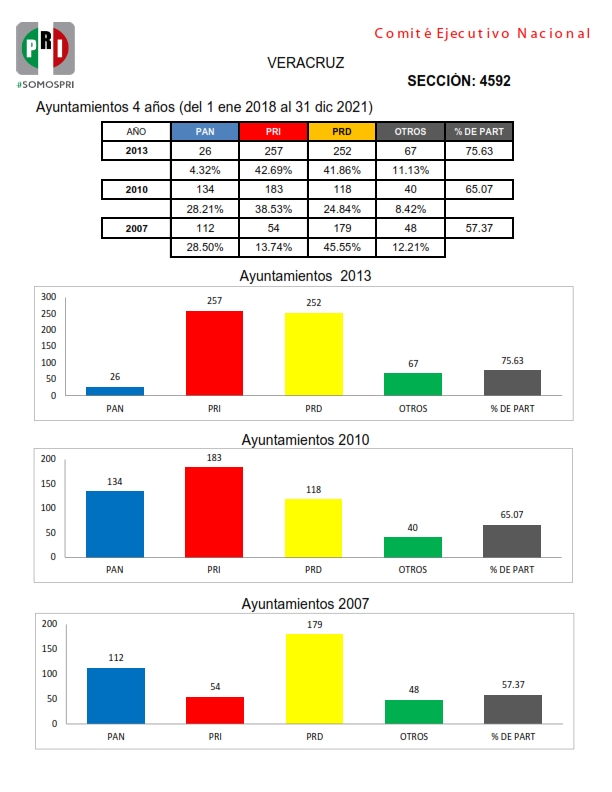 Comité Ejecutivo Nacional
PRI
#SOMOSPRI
VERACRUZ
SECCIÓN: 4592
Ayuntamientos 4 años (del 1 ene 2018 al 31 dic 2021)
AÑO PAN PRI PRD OTROS % DE PART
2013 26 257 252 67 75.63
4.32% 42.69% 41.86% 11.13%
2010 134 183 118 40 65.07
28.21% 38.53% 24.84% 8.42%
2007 112 54 179 48 57.37
28.50% 13.74% 45.55% 12.21%
Ayuntamientos 2013
300
250
200
150
100
50
0
26 257 252 67 75.63
PAN PRI PRD OTROS % DE PART
Ayuntamientos 2010
200
150
100
50
0
134 183 118 40 65.07
PAN PRI PRD OTROS % DE PART
Ayuntamientos 2007
200
150
100
50
0
112 54 179 48 57.37
PAN PRI PRD OTROS % DE PART